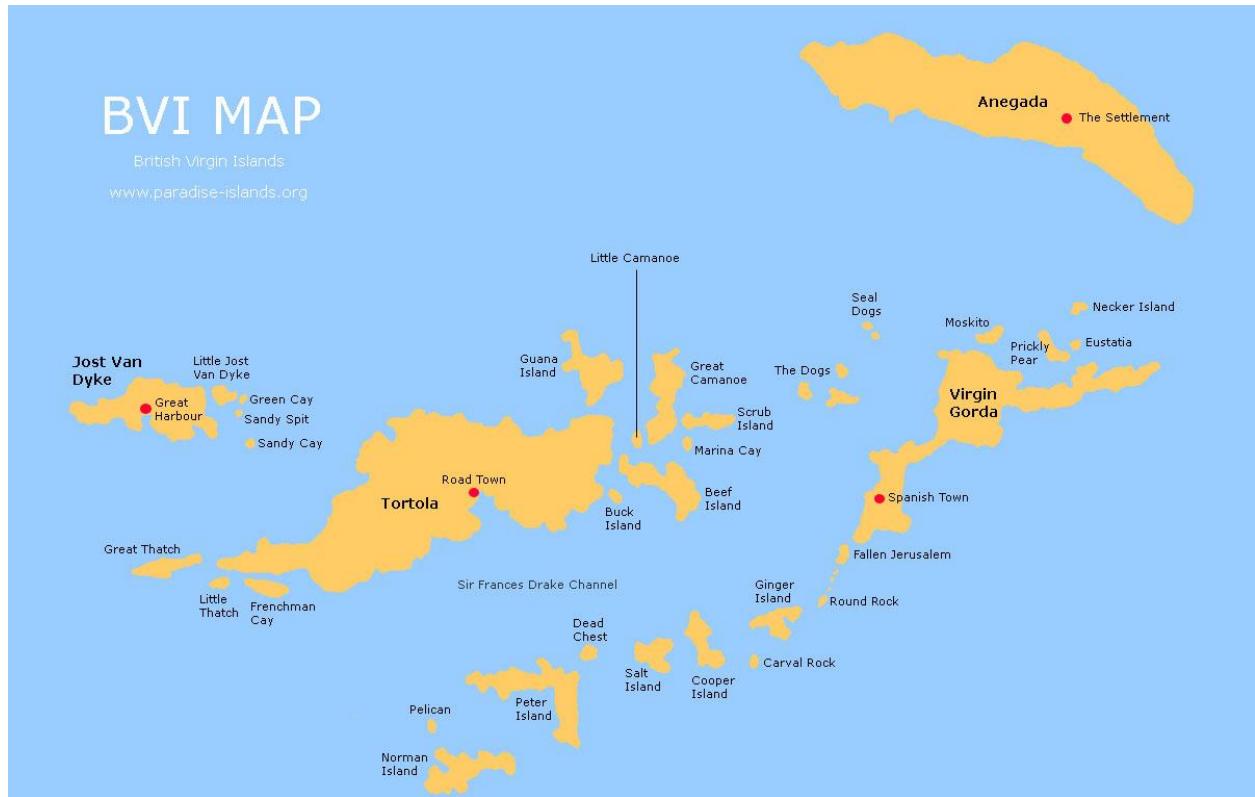 BVI MAP
British Virgin Islands
www.paradise-islands.org
Anegada
The Settlement
Little Camanoe
Seal
Dogs
Necker Island
Moskito
Prickly
Pear
Eustatia
Jost Van
Dyke
Little Jost
Van Dyke
Guana
Island
Great
Camanoe
The Dogs
Virgin
Gorda
Great
Harbour
Green Cay
Sandy Spit
Sandy Cay
Scrub
Island
Marina Cay
Road Town
Tortola
Buck
Island
Beef
Island
Spanish Town
Great Thatch
Fallen Jerusalem
Sir Frances Drake Channel
Little
Thatch
Frenchman
Cay
Ginger
Island
Round Rock
Dead
Chest
Salt
Island
Cooper
Island
Carval Rock
Peter
Island
Pelican
Norman
Island